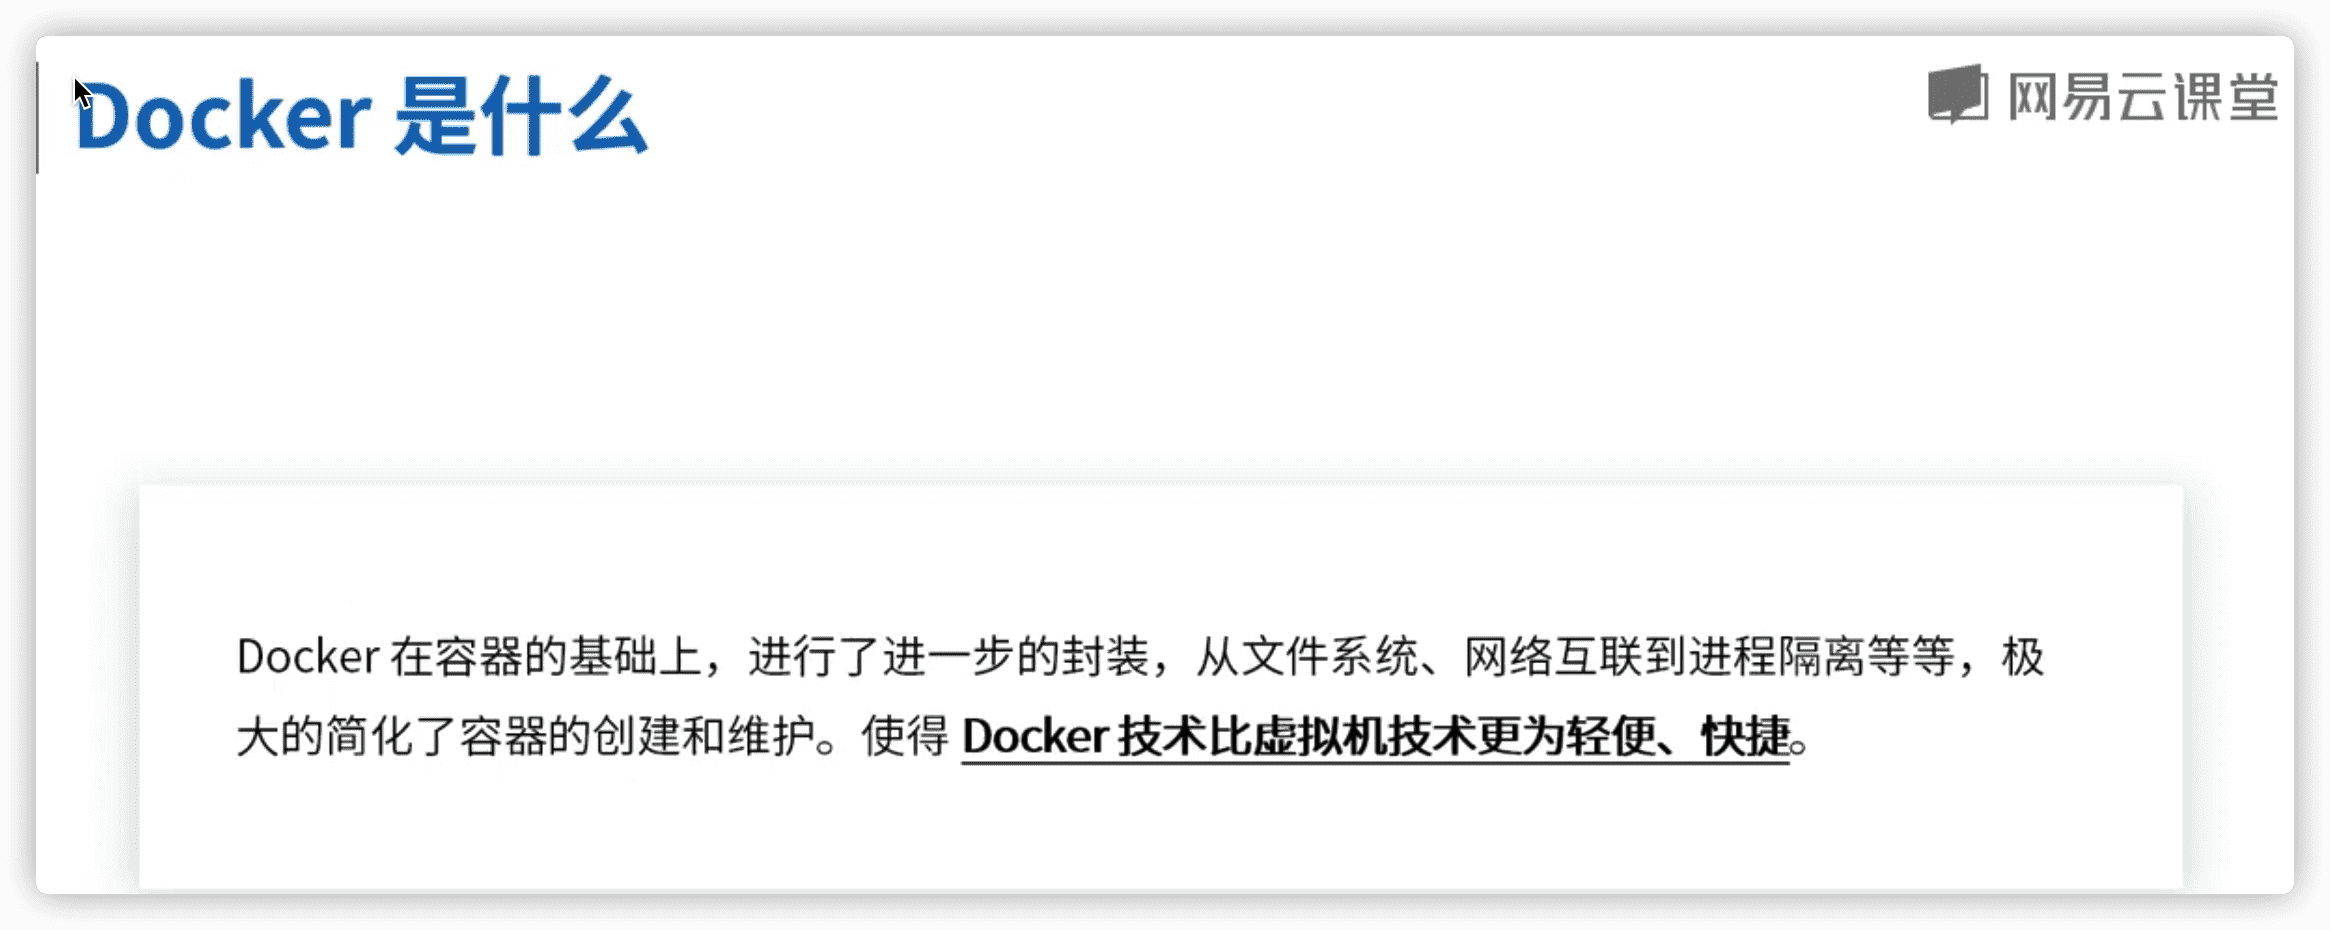 Docker 是什么
网易云课堂
Docker 在容器的基础上，进行了进一步的封装，从文件系统、网络互联到进程隔离等等，极
大的简化了容器的创建和维护。使得 Docker 技术比虚拟机技术更为轻便、快捷。